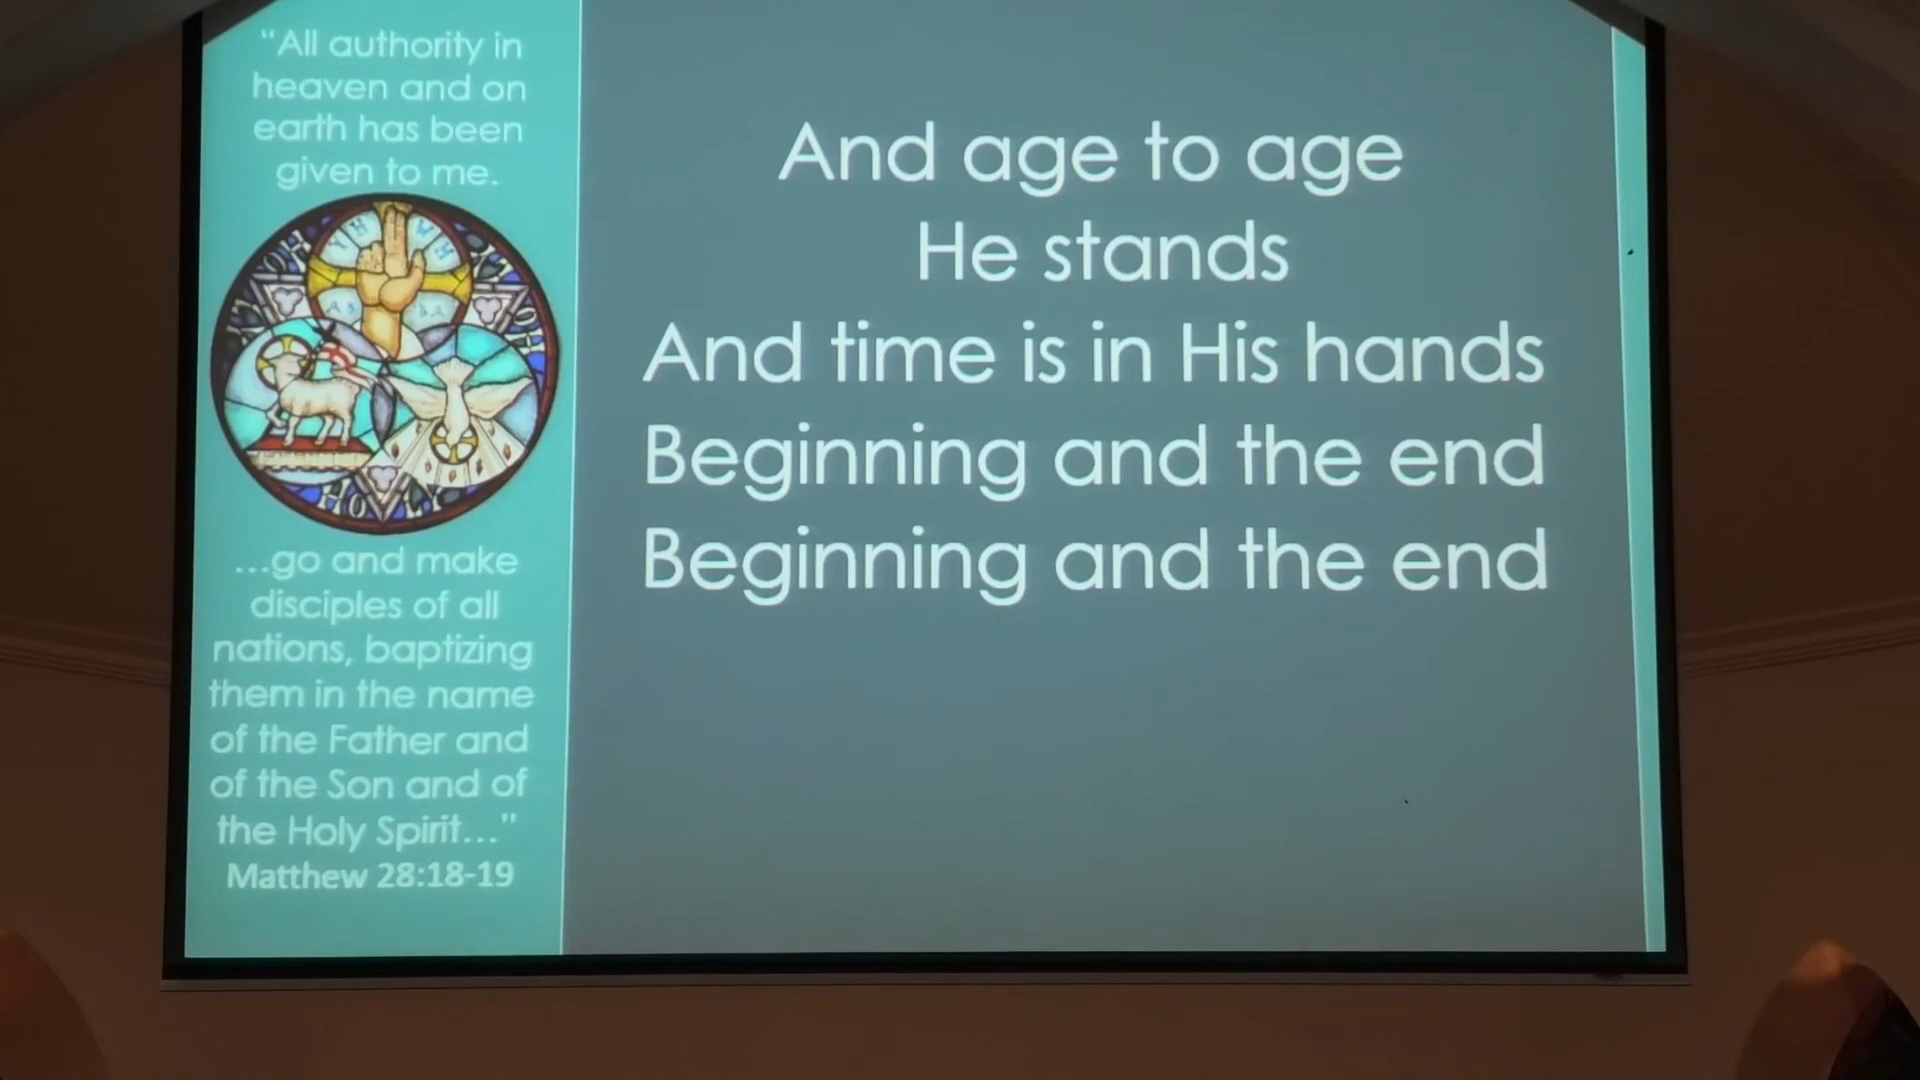 "All authority in
heaven and on
earth has been
given to me.
YH WH
...go and make
disciples of all
nations, baptizing
them in the name
of the Father and
of the Son and of
the Holy Spirit..."
Matthew 28:18-19
And age to age
He stands
And time is in His hands
Beginning and the end
Beginning and the end